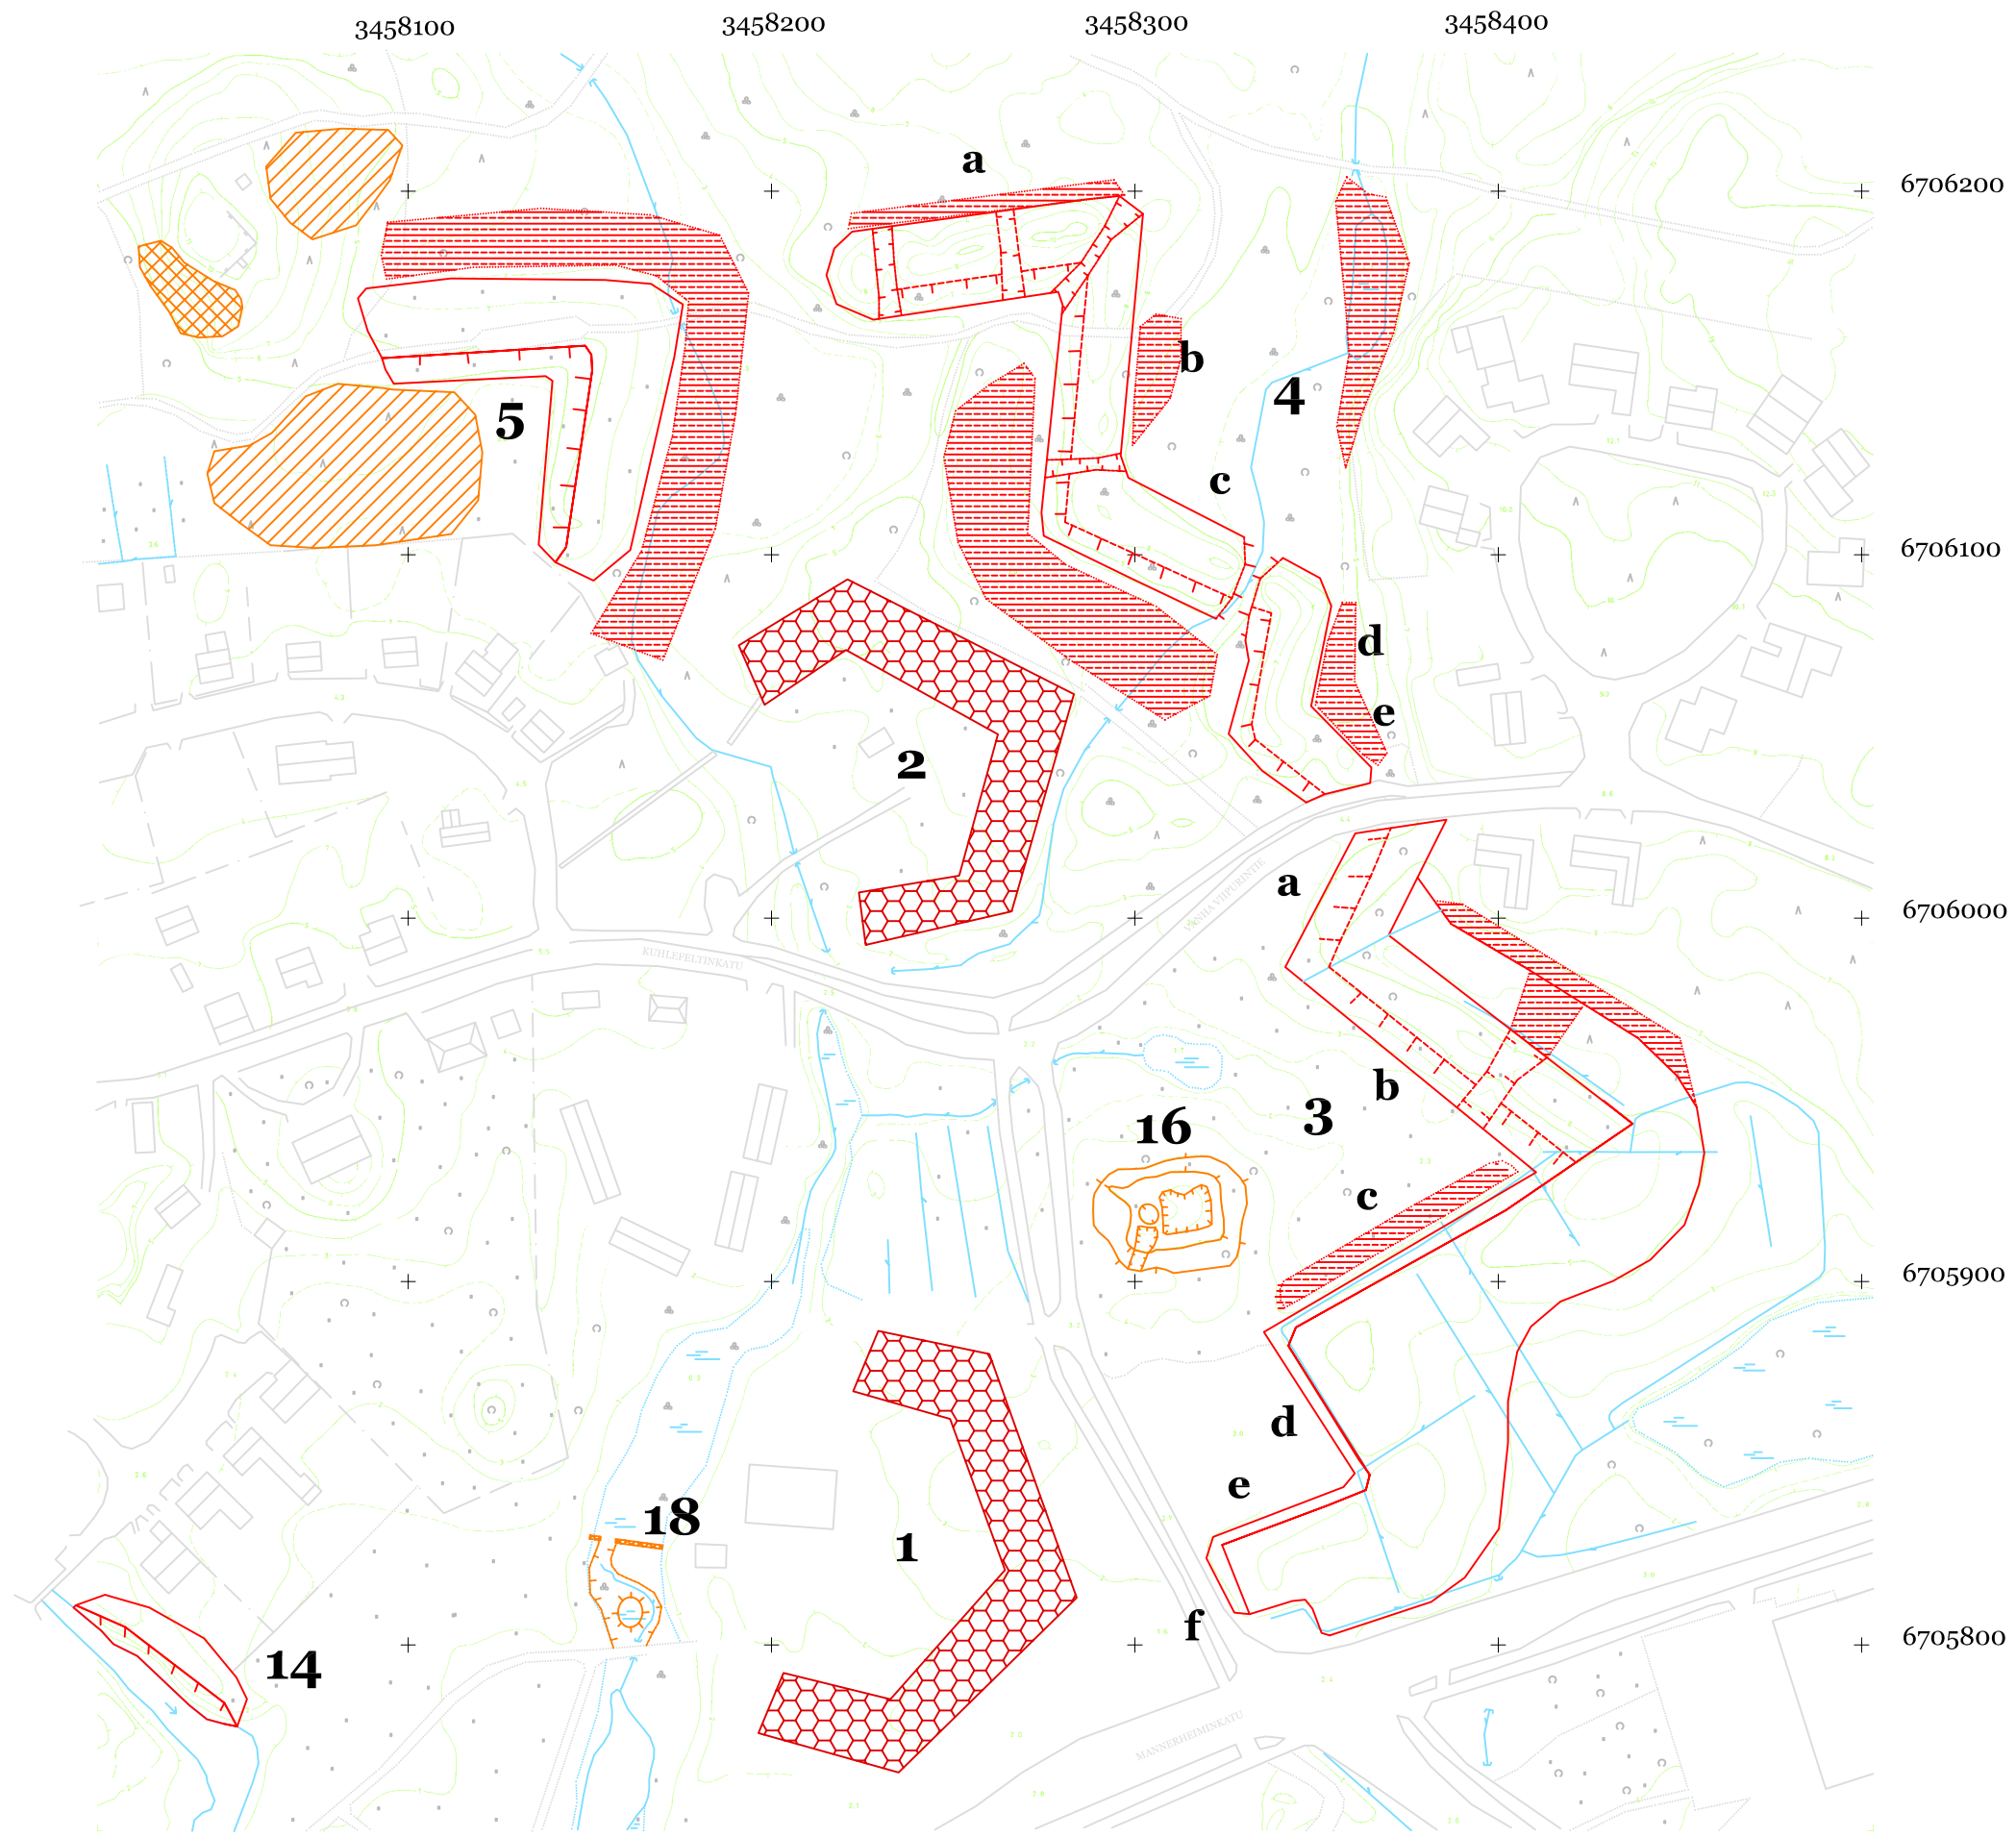 3458100 3458200 3458300 3458400
a
6706200
b
4
5
c
6706100
d
e
2
a
6706000
KUHLEFELTINKATU
VANHA VIIPURINTIE
b
3
16
c
6705900
d
e
18
1
f
14
6705800
MANNERHEIMINKATU